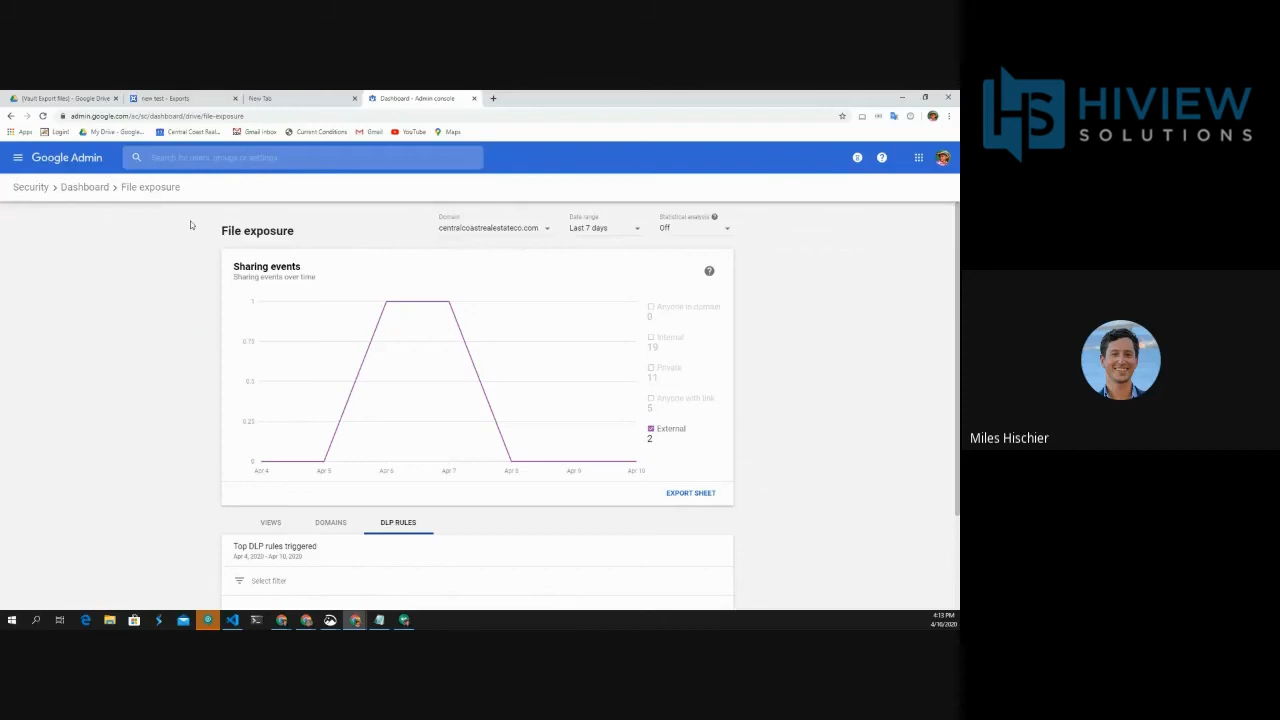 [Vault Export files] - Google Drive
new test - Exports
New Tab
Dashboard - Admin console
admin.google.com/ac/sc/dashboard/drive/file-exposure
Apps
Login!
My Drive - Google...
Central Coast Real...
Gmail inbox
Current Conditions
Gmail
YouTube
Maps
Google Admin
Search for users, groups or settings
Security > Dashboard > File exposure
File exposure
Domain
centralcoastrealestateco.com
Date range
Last 7 days
Statistical analysis
Off
Sharing events
Sharing events over time
1
0.75
0.5
0.25
0
Apr 4
Apr 5
Apr 6
Apr 7
Apr 8
Apr 9
Apr 10
Anyone in domain
0
Internal
19
Private
11
Anyone with link
5
External
2
EXPORT SHEET
VIEWS
DOMAINS
DLP RULES
Top DLP rules triggered
Apr 4, 2020 - Apr 10, 2020
Select filter
4:13 PM
4/16/2020
HS
HIVIEW
SOLUTIONS
Miles Hischier